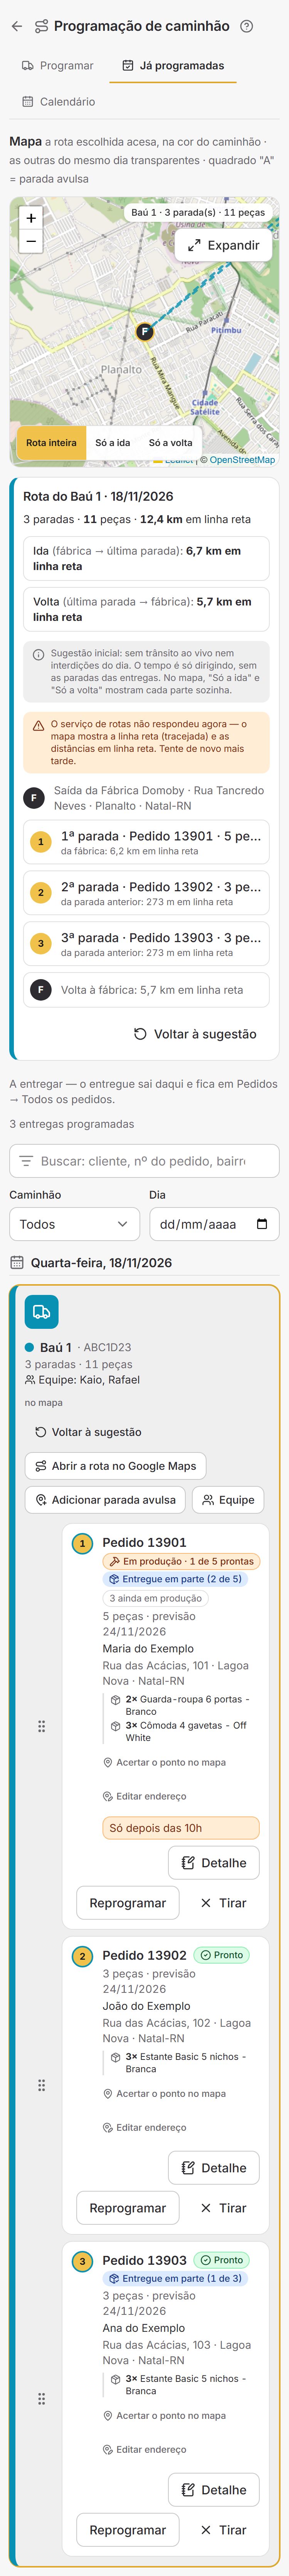 Programação de caminhão
Programar
Já programadas
Calendário
Mapa a rota escolhida acesa, na cor do caminhão ·
as outras do mesmo dia transparentes · quadrado "A"
= parada avulsa
+
−
Baú 1 · 3 parada(s) · 11 peças
Expandir
Pitimbu
Rua Paracati
F
Planalto
Rua Mira Mangue
Cidade
Satélite
Rua Serra dos Cara
Avenida de
Rota inteira
Só a ida
Só a volta
Leaflet | © OpenStreetMap
Rota do Baú 1 · 18/11/2026
3 paradas · 11 peças · 12,4 km em linha reta
Ida (fábrica → última parada): 6,7 km em
linha reta
Volta (última parada → fábrica): 5,7 km em
linha reta
Sugestão inicial: sem trânsito ao vivo nem
interdições do dia. O tempo é só dirigindo, sem
as paradas das entregas. No mapa, "Só a ida" e
"Só a volta" mostram cada parte sozinha.
O serviço de rotas não respondeu agora — o
mapa mostra a linha reta (tracejada) e as
distâncias em linha reta. Tente de novo mais
tarde.
F
Saída da Fábrica Domoby · Rua Tancredo
Neves · Planalto · Natal-RN
1
1ª parada · Pedido 13901 · 5 pe...
da fábrica: 6,2 km em linha reta
2
2ª parada · Pedido 13902 · 3 pe...
da parada anterior: 273 m em linha reta
3
3ª parada · Pedido 13903 · 3 pe...
da parada anterior: 273 m em linha reta
F
Volta à fábrica: 5,7 km em linha reta
Voltar à sugestão
A entregar — o entregue sai daqui e fica em Pedidos
→ Todos os pedidos.
3 entregas programadas
Buscar: cliente, nº do pedido, bairr
Caminhão
Dia
Todos
dd/mm/aaaa
Quarta-feira, 18/11/2026
Baú 1 · ABC1D23
3 paradas · 11 peças
Equipe: Kaio, Rafael
no mapa
Voltar à sugestão
Abrir a rota no Google Maps
Adicionar parada avulsa
Equipe
1
Pedido 13901
Em produção · 1 de 5 prontas
Entregue em parte (2 de 5)
3 ainda em produção
5 peças · previsão
24/11/2026
Maria do Exemplo
Rua das Acácias, 101 · Lagoa
Nova · Natal-RN
2× Guarda-roupa 6 portas -
Branco
3× Cômoda 4 gavetas - Off
White
Acertar o ponto no mapa
Editar endereço
Só depois das 10h
Detalhe
Reprogramar
Tirar
2
Pedido 13902
Pronto
3 peças · previsão
24/11/2026
João do Exemplo
Rua das Acácias, 102 · Lagoa
Nova · Natal-RN
3× Estante Basic 5 nichos -
Branca
Acertar o ponto no mapa
Editar endereço
Detalhe
Reprogramar
Tirar
3
Pedido 13903
Pronto
Entregue em parte (1 de 3)
3 peças · previsão
24/11/2026
Ana do Exemplo
Rua das Acácias, 103 · Lagoa
Nova · Natal-RN
3× Estante Basic 5 nichos -
Branca
Acertar o ponto no mapa
Editar endereço
Detalhe
Reprogramar
Tirar